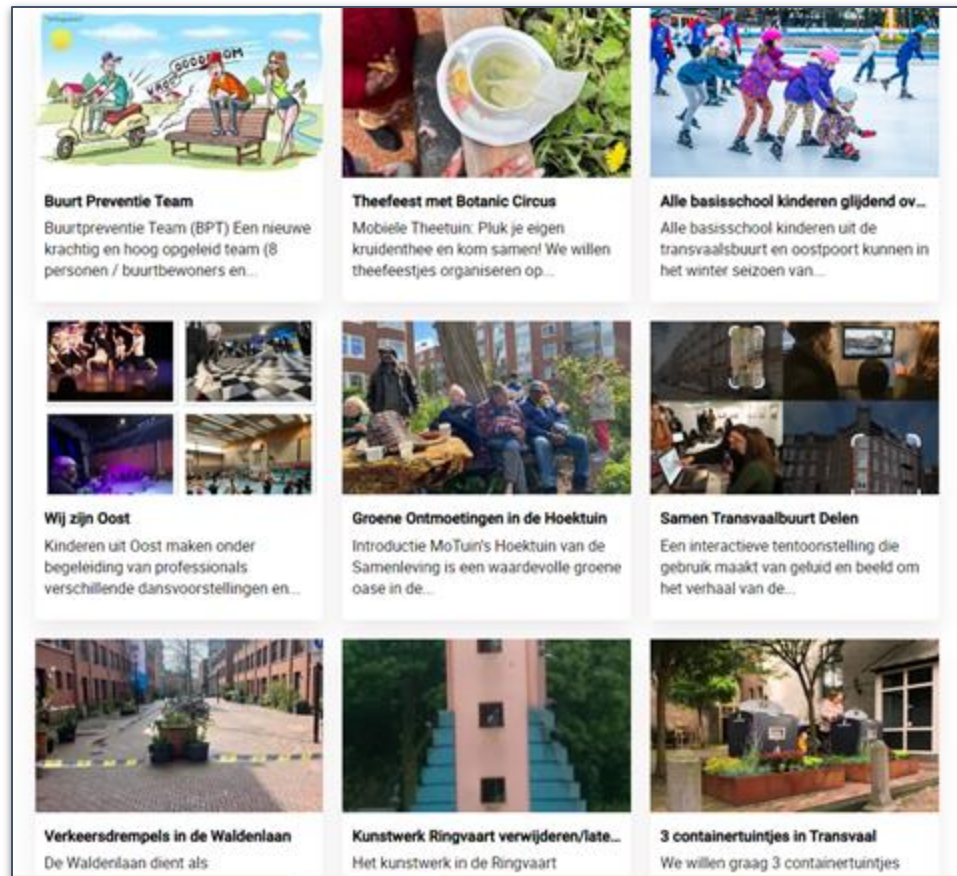 VROO OOOOO OM
Buurt Preventie Team
Buurtpreventie Team (BPT) Een nieuwe
krachtig en hoog opgeleid team (8
personen / buurtbewoners en...
Theefeest met Botanic Circus
Mobiele Theetuin: Pluk je eigen
kruidenthee en kom samen! We willen
theefeestjes organiseren op...
Alle basisschool kinderen glijdend ov...
Alle basisschool kinderen uit de
transvaalsbuurt en oostpoort kunnen in
het winter seizoen van...
Wij zijn Oost
Kinderen uit Oost maken onder
begeleiding van professionals
verschillende dansvoorstellingen en...
Groene Ontmoetingen in de Hoektuin
Introductie MoTuin's Hoektuin van de
Samenleving is een waardevolle groene
oase in de...
Samen Transvaalbuurt Delen
Een interactieve tentoonstelling die
gebruik maakt van geluid en beeld om
het verhaal van de...
Verkeersdrempels in de Waldenlaan
De Waldenlaan dient als
Kunstwerk Ringvaart verwijderen/late...
Het kunstwerk in de Ringvaart
3 containertuintjes in Transvaal
We willen graag 3 containertuintjes